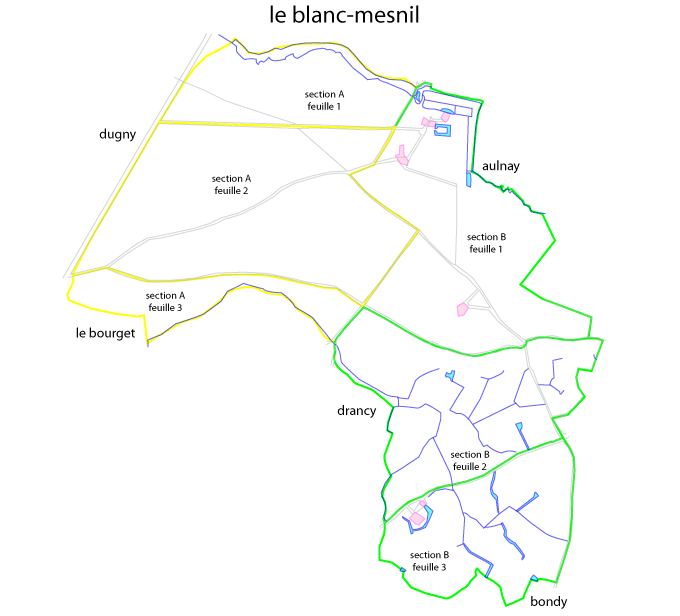 le blanc-mesnil
section A
feuille 1
dugny
aulnay
section A
feuille 2
section B
feuille 1
section A
feuille 3
le bourget
drancy
section B
feuille 2
section B
feuille 3
bondy